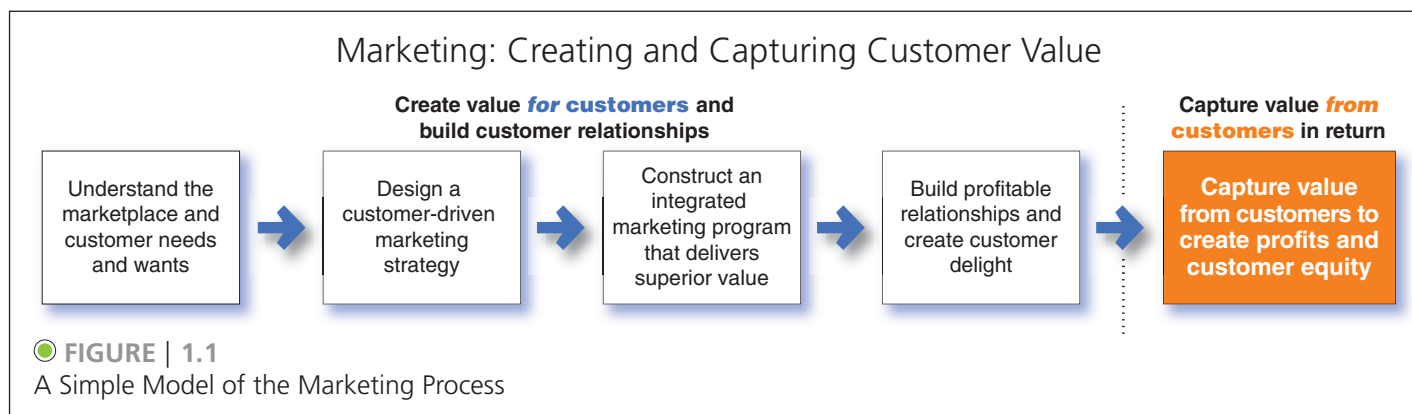 Marketing: Creating and Capturing Customer Value
Create value for customers and
build customer relationships
Capture value from
customers in return
Understand the
marketplace and
customer needs
and wants
Design a
customer-driven
marketing
strategy
Construct an
integrated
marketing program
that delivers
superior value
Build profitable
relationships and
create customer
delight
Capture value
from customers to
create profits and
customer equity
FIGURE | 1.1
A Simple Model of the Marketing Process